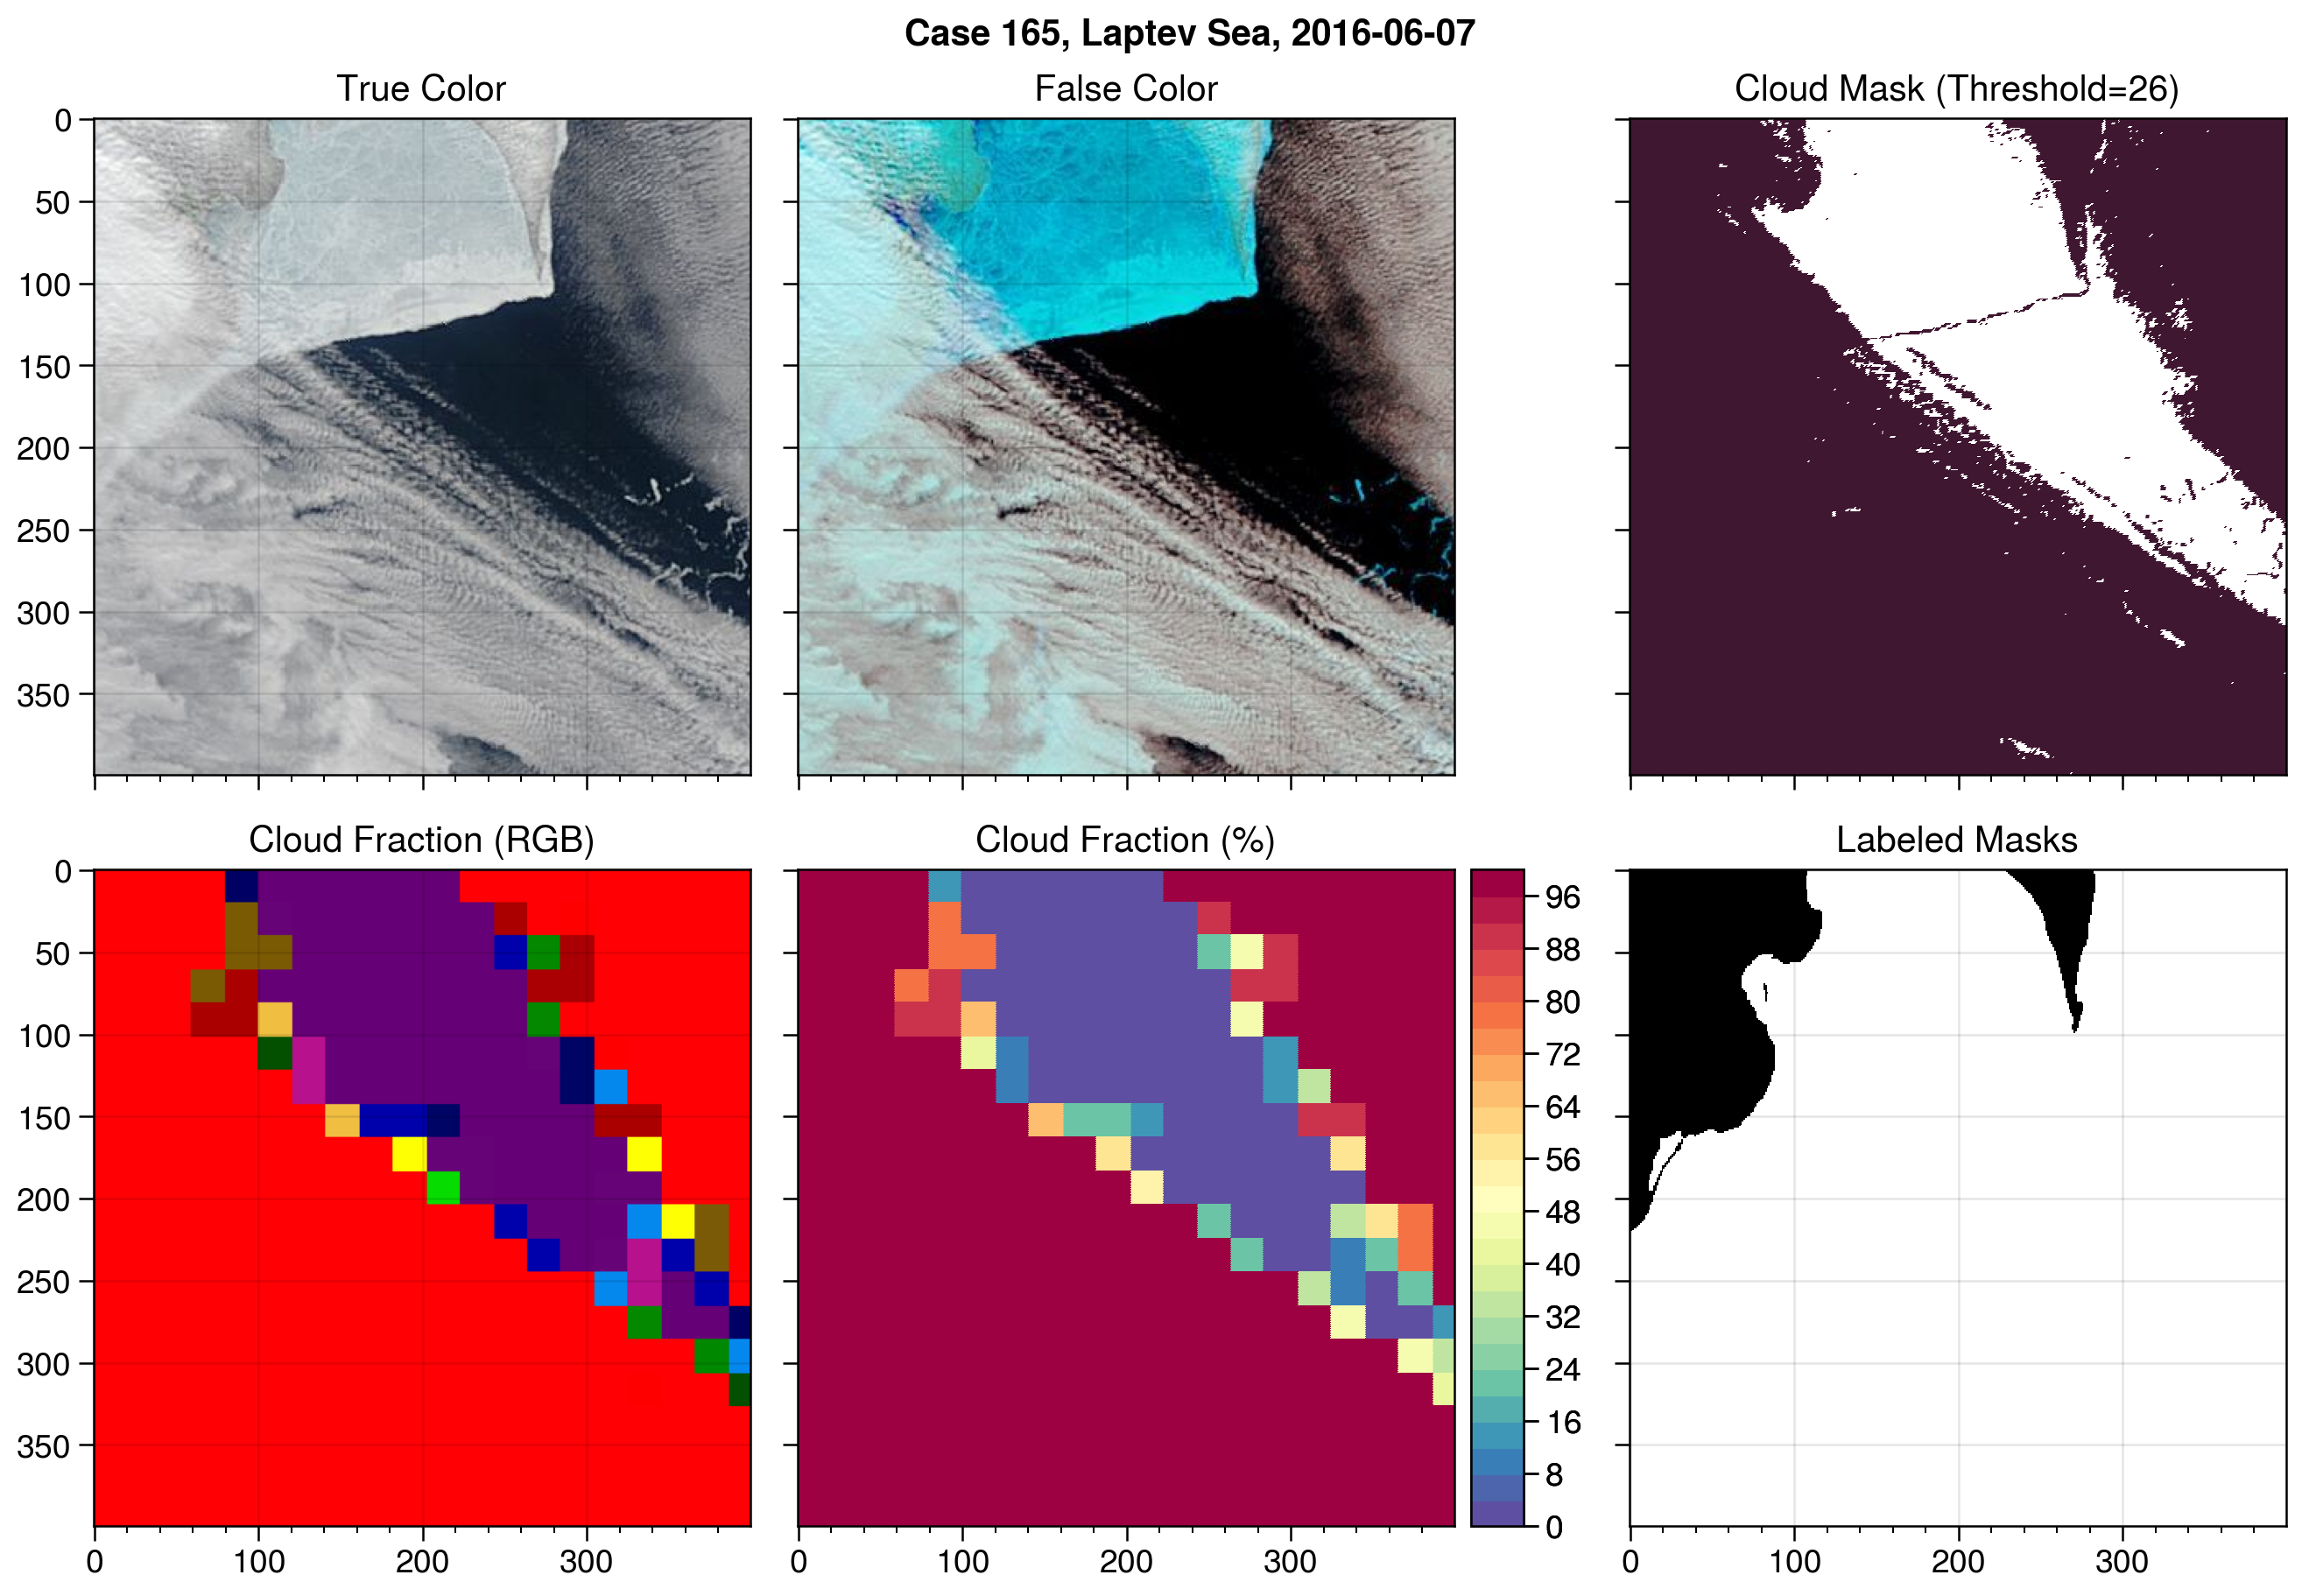 Case 165, Laptev Sea, 2016-06-07
True Color
False Color
Cloud Mask (Threshold=26)
0
50
100
150
200
250
300
350
Cloud Fraction (RGB)
Cloud Fraction (%)
Labeled Masks
0
50
100
150
200
250
300
350
96
88
80
72
64
56
48
40
32
24
16
8
0
0 100 200 300
0 100 200 300
0 100 200 300